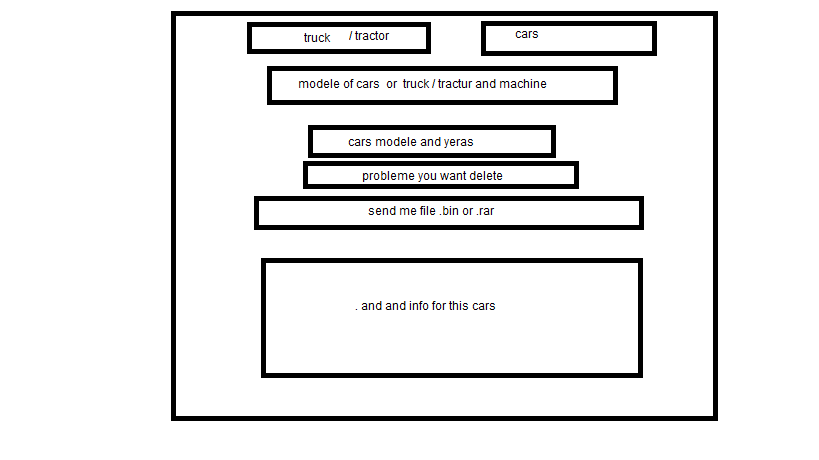 truck / tractor
cars
modele of cars or truck / tractur and machine
cars modele and yeras
probleme you want delete
send me file .bin or .rar
. and and info for this cars